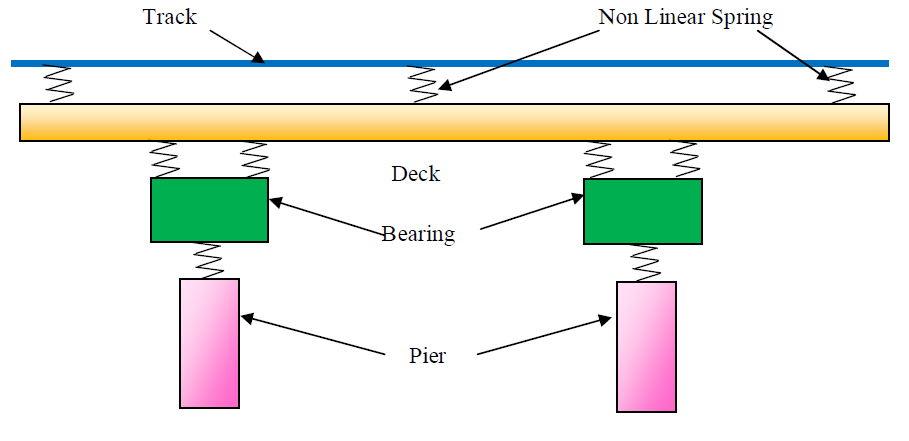 Track
Non Linear Spring
Deck
Bearing
Pier